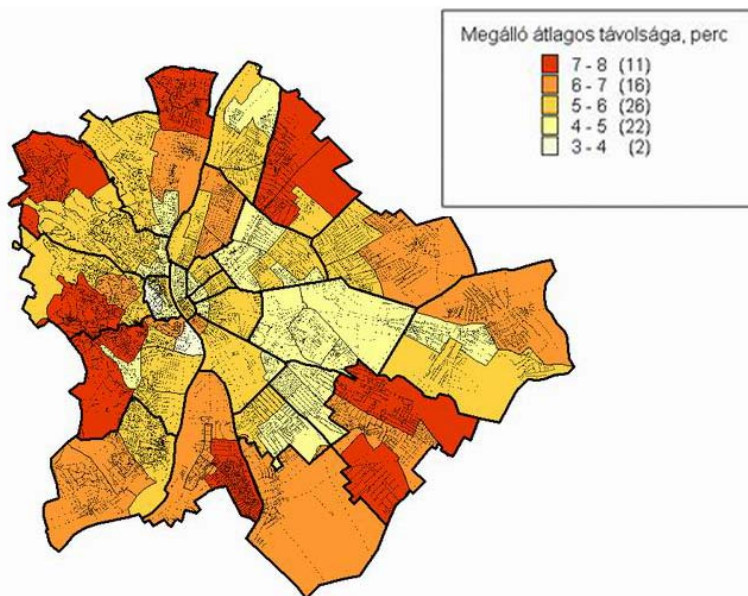 Megálló átlagos távolsága, perc
7 - 8 (11)
6 - 7 (16)
5 - 6 (26)
4 - 5 (22)
3 - 4 (2)